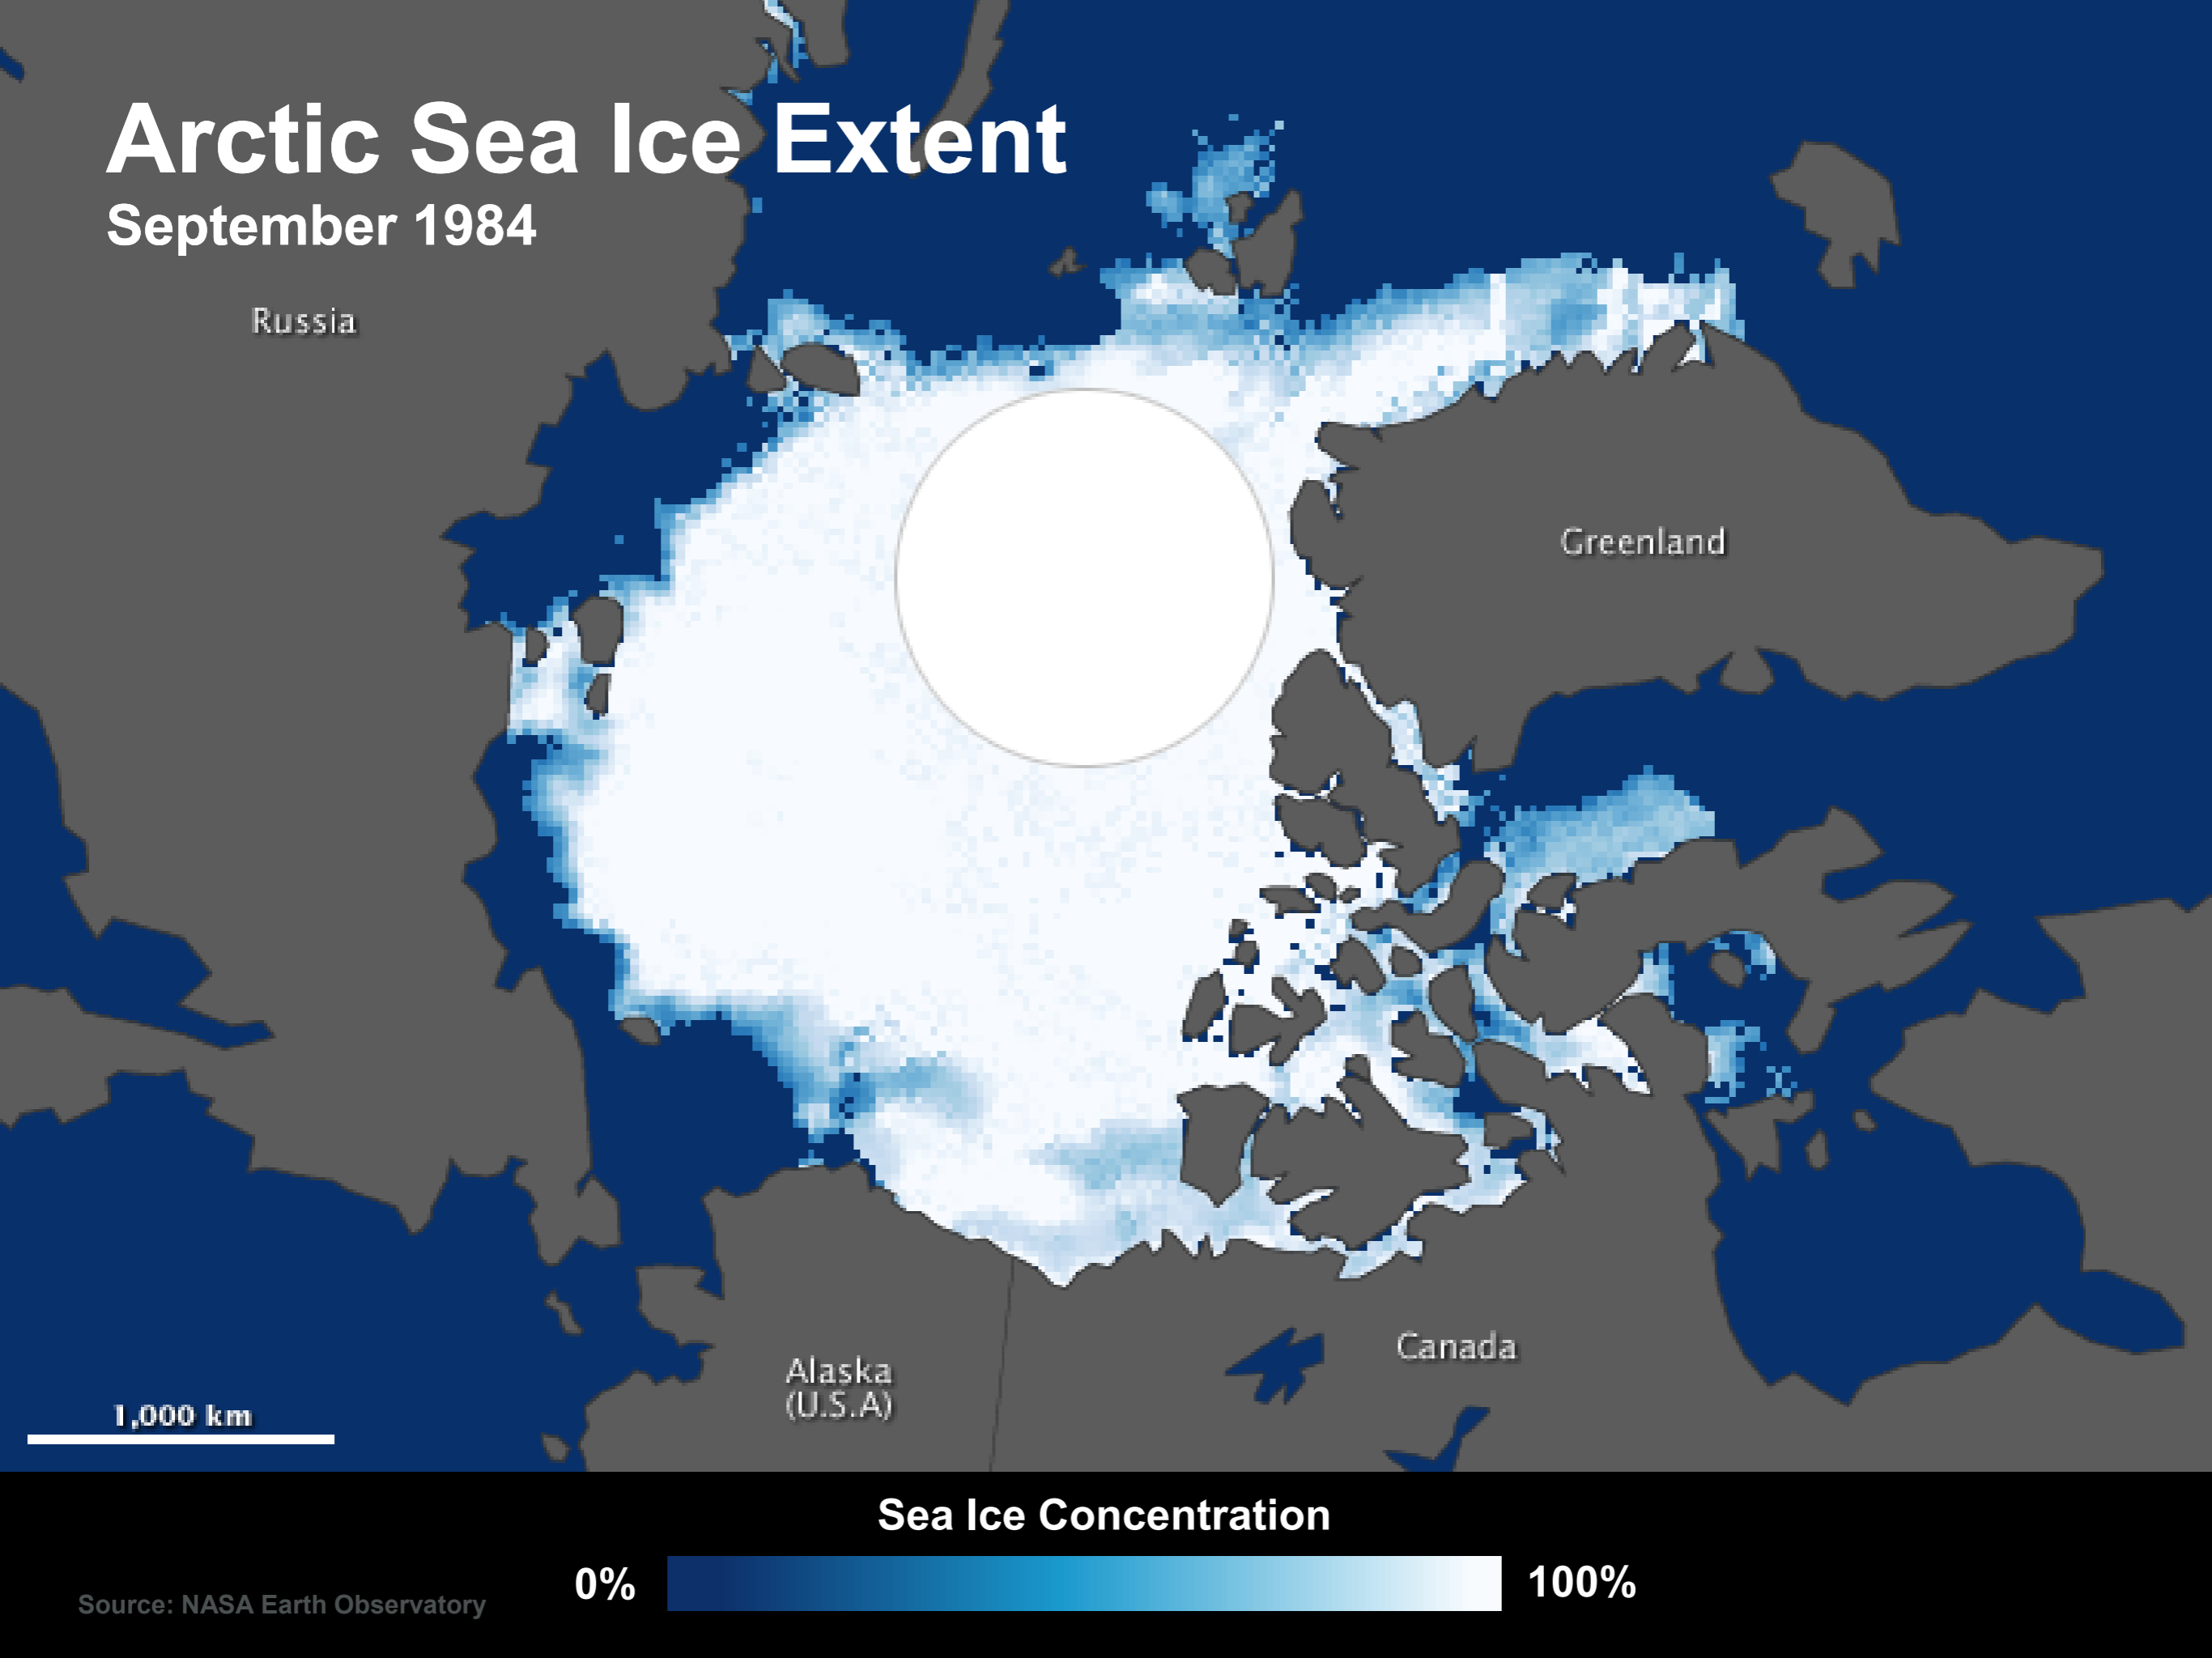 Arctic Sea Ice Extent
September 1984
Russia
Greenland
Canada
Alaska
(U.S.A)
1,000 km
Sea Ice Concentration
0%
100%
Source: NASA Earth Observatory